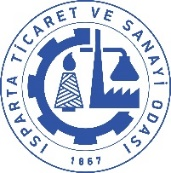 ISPARTA TİCARET VE SANAYİ ODASI
1867